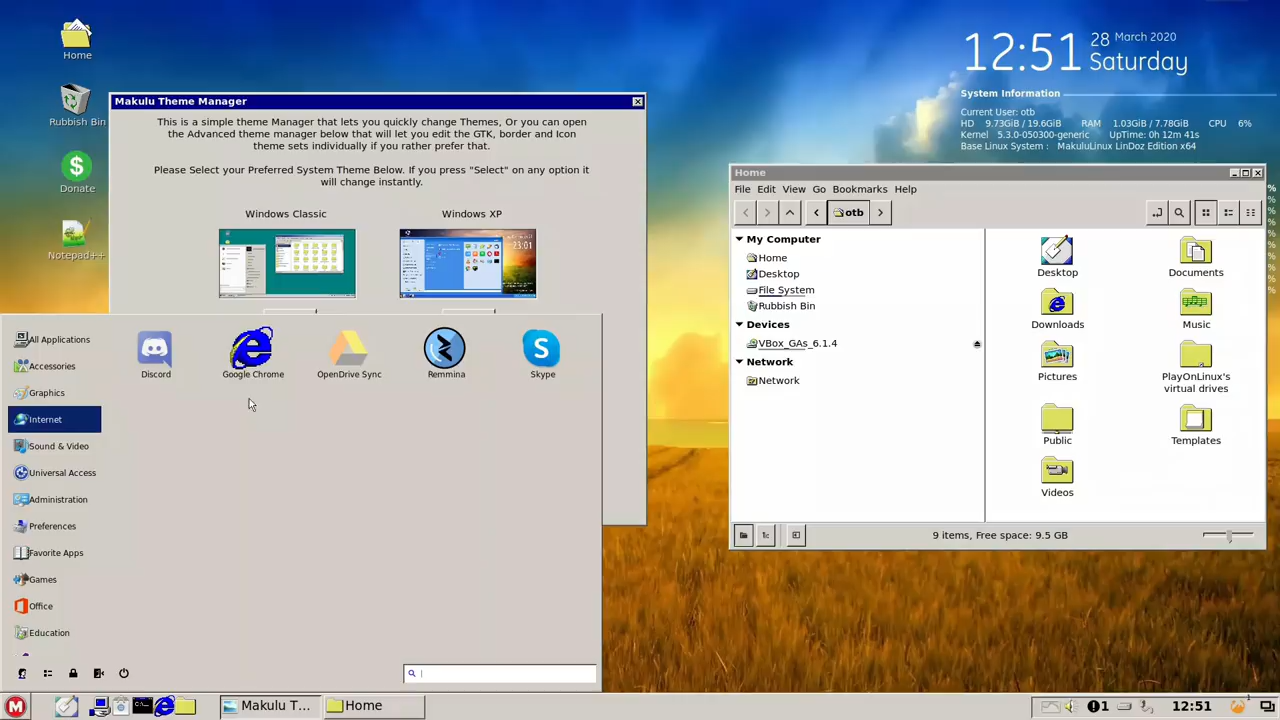 Home
Rubbish Bin
Donate
Notepad++
Makulu Theme Manager
This is a simple theme Manager that lets you quickly change Themes, Or you can open
the Advanced theme manager below that will let you edit the GTK, border and Icon
theme sets individually if you rather prefer that.
Please Select your Preferred System Theme Below. If you press "Select" on any option it
will change instantly.
Windows Classic
Windows XP
23:01
All Applications
Accessories
Graphics
Internet
Sound & Video
Universal Access
Administration
Preferences
Favorite Apps
Games
Office
Education
Discord
Google Chrome
OpenDrive Sync
Remmina
Skype
12:51
28 March 2020
Saturday
System Information
Current User: otb
HD 9.73GiB / 19.6GiB RAM 1.03GiB / 7.78GiB CPU 6%
Kernel 5.3.0-050300-generic UpTime: 0h 12m 41s
Base Linux System : MakuluLinux LinDoz Edition x64
%
%
%
%
%
%
%
Home
File Edit View Go Bookmarks Help
otb
My Computer
Home
Desktop
File System
Rubbish Bin
Devices
VBox_GAs_6.1.4
Network
Network
Desktop
Documents
Downloads
Music
Pictures
PlayOnLinux's
virtual drives
Public
Templates
Videos
9 items, Free space: 9.5 GB
M
Makulu T...
Home
1
12:51
1